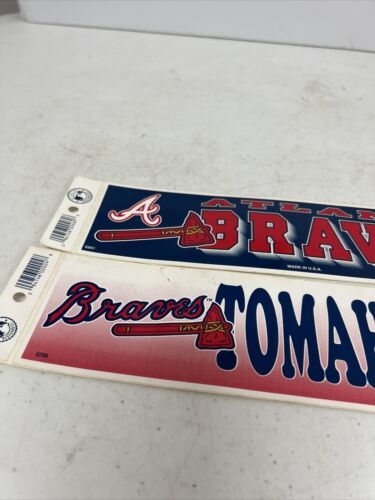 A
ATLA
BRAV
MADE IN U.S.A.
Braves
TOMAH